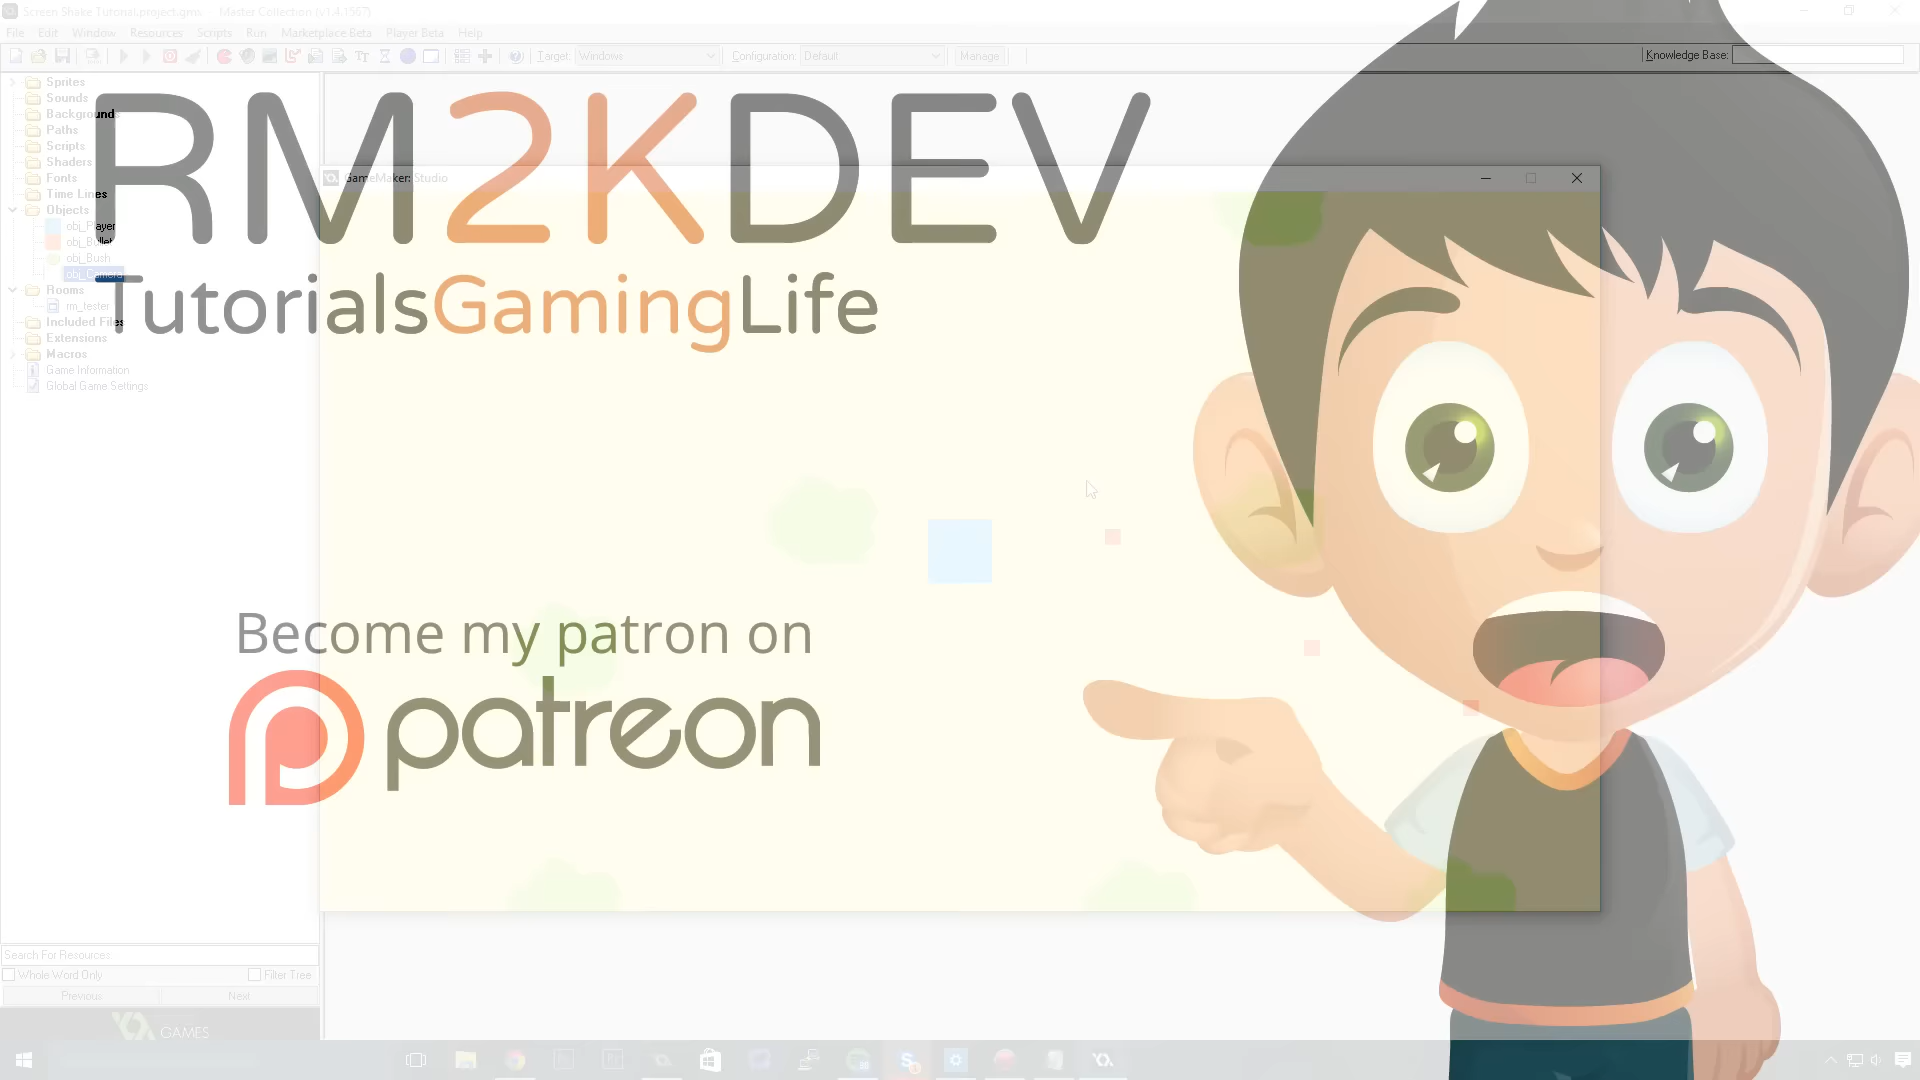 Screen Shake Tutorial.project.gmx    Master Collection (v1.4.1567)
File Edit Window Resources Scripts Run Marketplace Beta Player Beta Help
Target: Windows Configuration: Default Manage Knowledge Base:
Sprites
Sounds
Backgrounds
Paths
Scripts
Shaders
Fonts
Time Lines
Objects
obj_Player
obj_Bullet
obj_Bush
obj_Camera
Rooms
rm_tester
Included Files
Extensions
Macros
Game Information
Global Game Settings
RM2KDEV
GameMaker: Studio
TutorialsGamingLife
Become my patron on
patreon
Search For Resources
Whole Word Only Filter Tree
Previous Next
GAMES